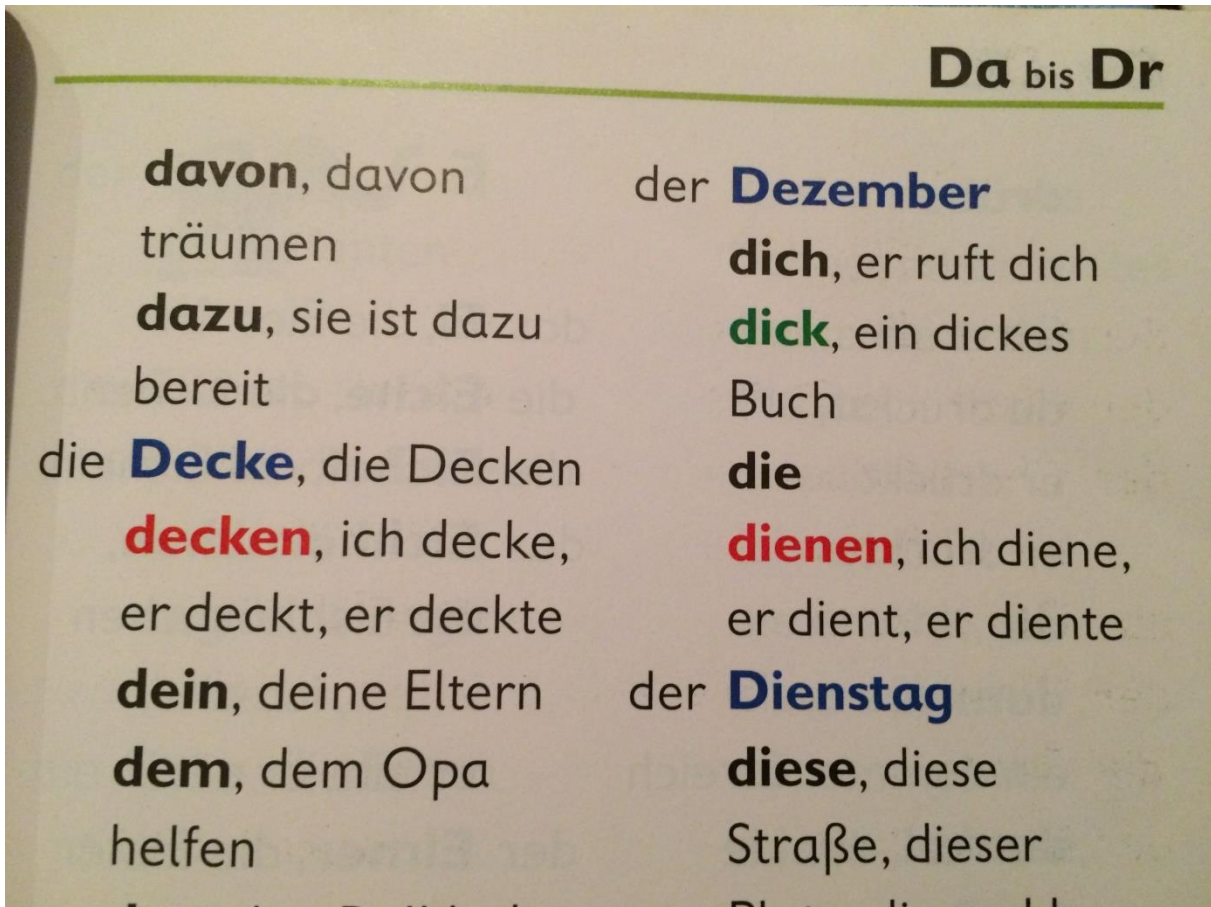 Da bis Dr
davon, davon
träumen
dazu, sie ist dazu
bereit
die Decke, die Decken
decken, ich decke,
er deckt, er deckte
dein, deine Eltern
dem, dem Opa
helfen
der Dezember
dich, er ruft dich
dick, ein dickes
Buch
die
dienen, ich diene,
er dient, er diente
der Dienstag
diese, diese
Straße, dieser